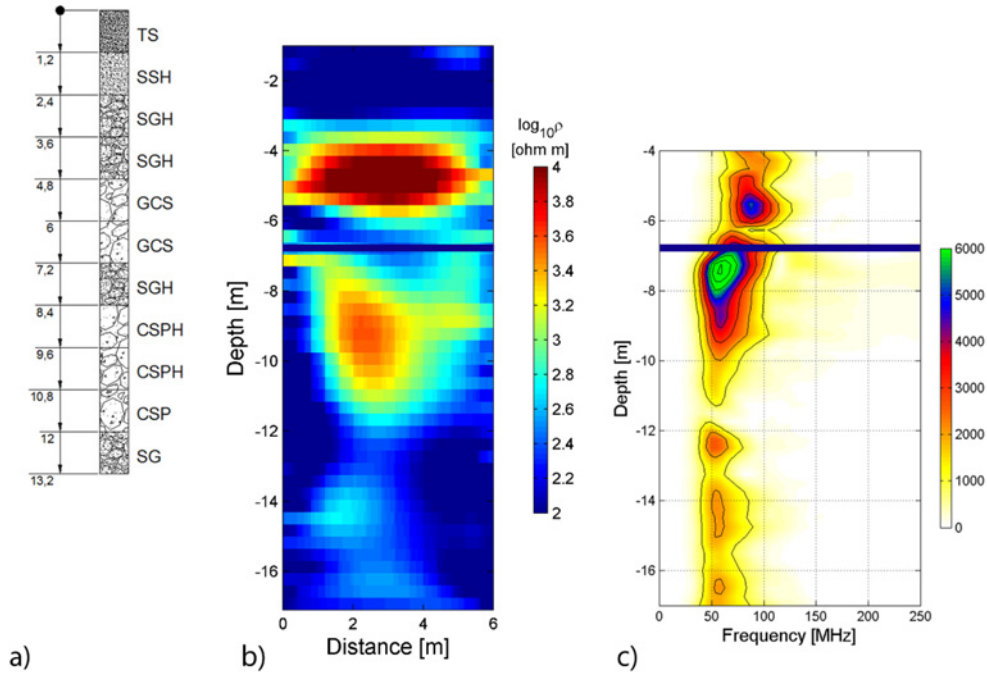 TS
1,2
SSH
2,4
SGH
3,6
SGH
4,8
GCS
6
GCS
7,2
SGH
8,4
CSPH
9,6
CSPH
10,8
CSP
12
SG
13,2
a)
-2
-4
-6
-8
-10
-12
-14
-16
Depth [m]
0
2
4
6
Distance [m]
log10ρ
[ohm m]
4
3.8
3.6
3.4
3.2
3
2.8
2.6
2.4
2.2
2
b)
-4
-6
-8
-10
-12
-14
-16
Depth [m]
0
50
100
150
200
250
Frequency [MHz]
6000
5000
4000
3000
2000
1000
0
c)